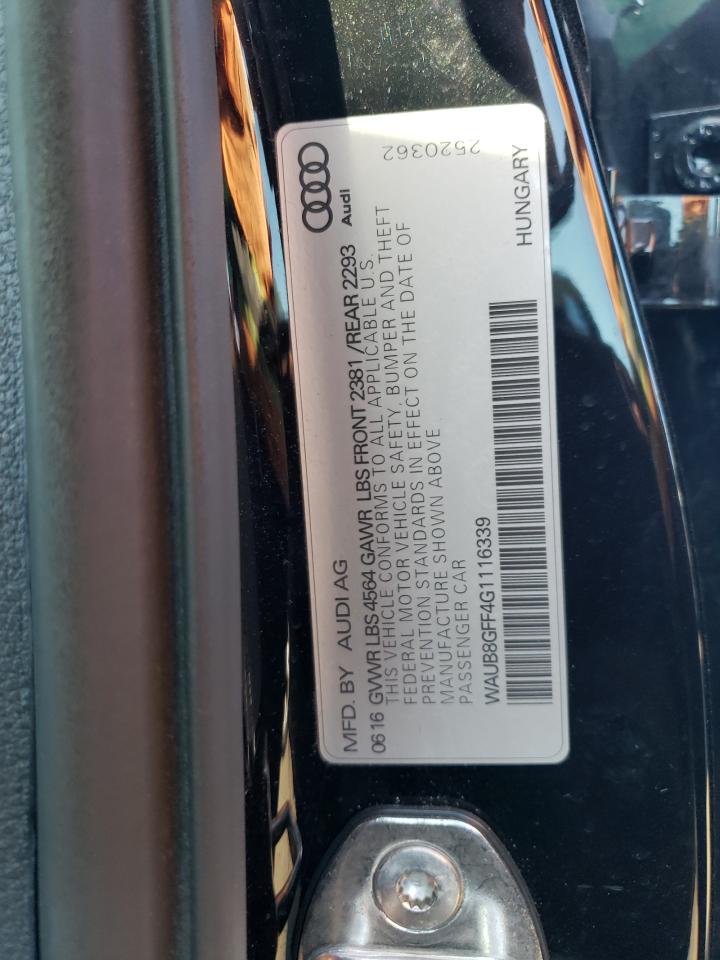 Audi
2520362
MFD. BY AUDI AG
06 16 GVWR LBS 4564 GAWR LBS FRONT 2381 / REAR 2293
THIS VEHICLE CONFORMS TO ALL APPLICABLE U.S.
FEDERAL MOTOR VEHICLE SAFETY, BUMPER AND THEFT
PREVENTION STANDARDS IN EFFECT ON THE DATE OF
MANUFACTURE SHOWN ABOVE
PASSENGER CAR
WAUB8GFF4G1116339
HUNGARY